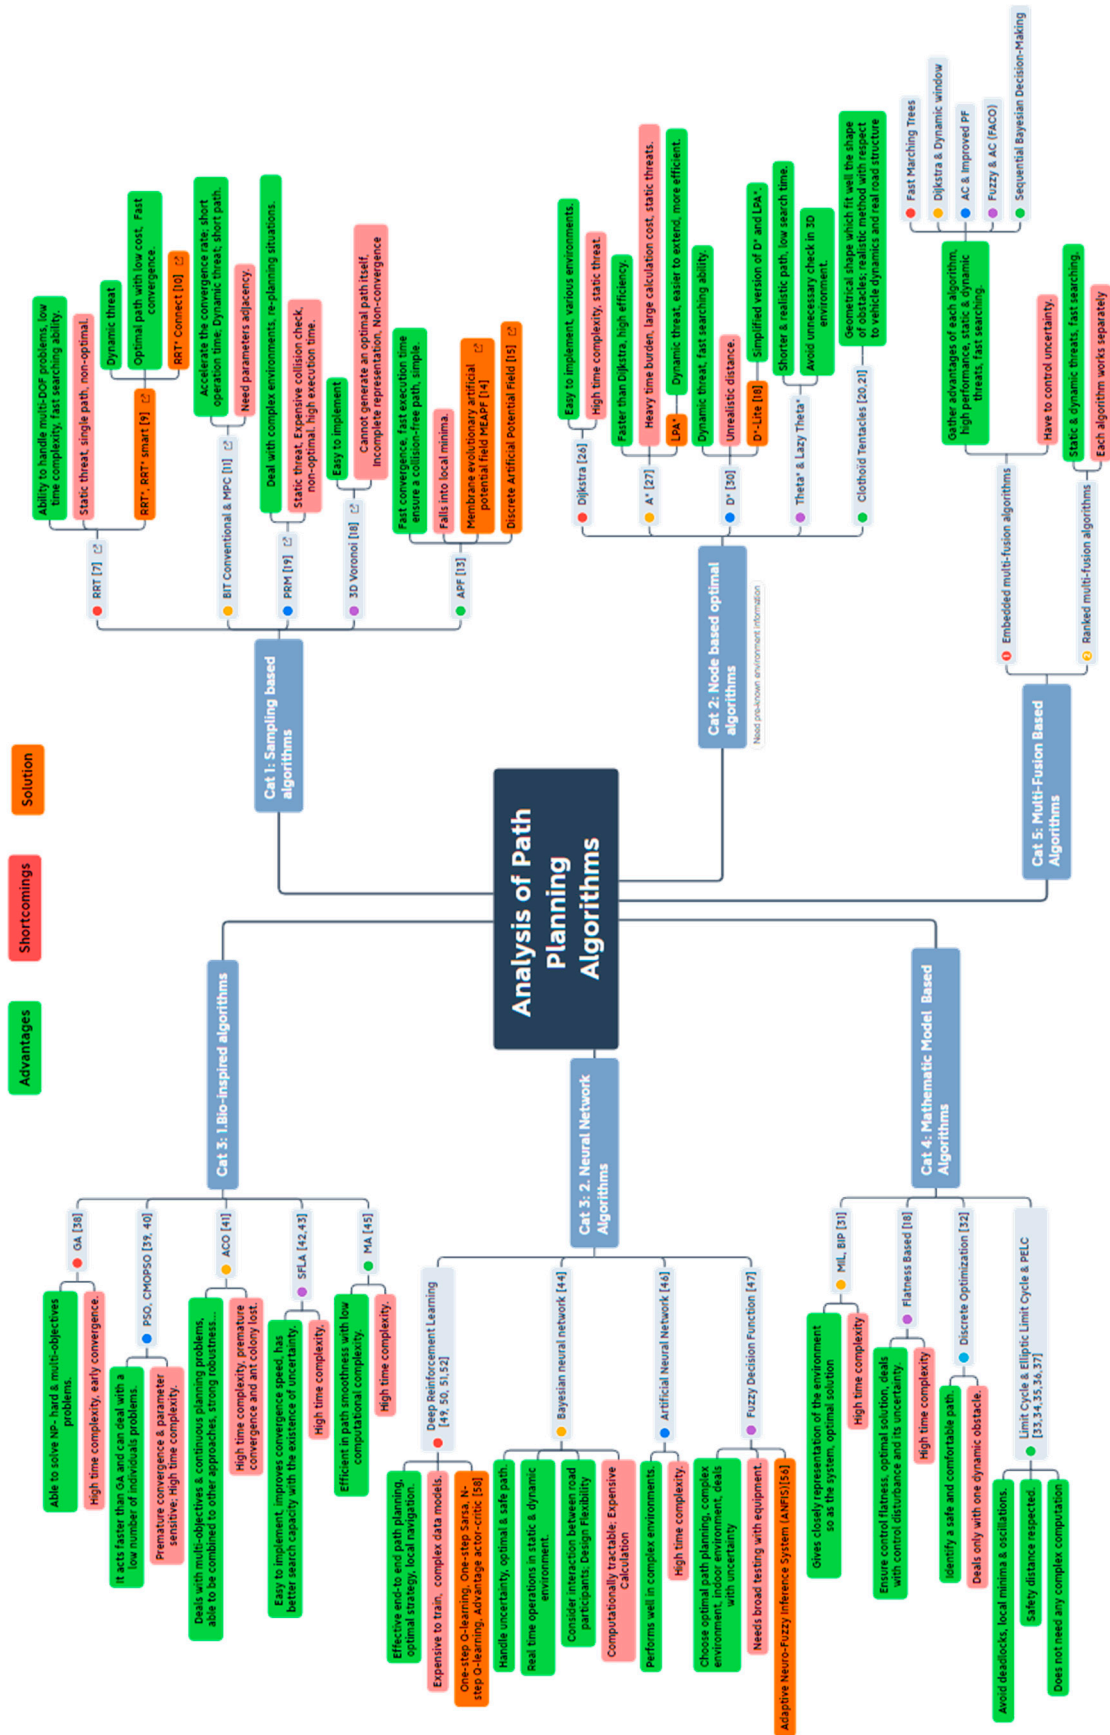 Advantages
Shortcomings
Solution
Analysis of Path
Planning
Algorithms
Cat 1: Sampling based
algorithms
RRT [7]
Ability to handle multi-DOF problems, low
time complexity, fast searching ability.
Static threat, single path, non-optimal.
RRT*, RRT* smart [9]
Dynamic threat
Optimal path with low cost, Fast
convergence.
RRT* Connect [10]
BIT Conventional & MPC [11]
Accelerate the convergence rate; short
operation time; Dynamic threat; short path.
Need parameters adjacency.
PRM [19]
Deal with complex environments, re-planning situations.
Static threat, Expensive collision check,
non-optimal, high execution time.
3D Voronoi [18]
Easy to implement
Cannot generate an optimal path itself,
Incomplete representation, Non-convergence
APF [13]
Fast convergence, fast execution time
ensure a collision-free path, simple.
Falls into local minima.
Membrane evolutionary artificial
potential field MEAPF [14]
Discrete Artificial Potential Field [15]
Cat 2: Node based optimal
algorithms
Need pre-known environment information
Dijkstra [26]
Easy to implement, various environments.
High time complexity, static threat.
A* [27]
Faster than Dijkstra, high efficiency.
Heavy time burden, large calculation cost, static threats.
LPA*
Dynamic threat, easier to extend, more efficient.
D* [30]
Dynamic threat, fast searching ability.
Unrealistic distance.
D*-Lite [18]
Simplified version of D* and LPA*.
Theta* & Lazy Theta*
Shorter & realistic path, low search time.
Avoid unnecessary check in 3D
environment.
Clothoid Tentacles [20,21]
Geometrical shape which fit well the shape
of obstacles; realistic method with respect
to vehicle dynamics and real road structure
Cat 5: Multi-Fusion Based
Algorithms
1 Embedded multi-fusion algorithms
Gather advantages of each algorithm,
high performance, static & dynamic
threats, fast searching.
Fast Marching Trees
Dijkstra & Dynamic window
AC & Improved PF
Fuzzy & AC (FACO)
Sequential Bayesian Decision-Making
Have to control uncertainty.
2 Ranked multi-fusion algorithms
Static & dynamic threats, fast searching.
Each algorithm works separately
Cat 3: 1.Bio-inspired algorithms
GA [38]
Able to solve NP- hard & multi-objectives
problems.
High time complexity, early convergence.
PSO, CMOPSO [39, 40]
It acts faster than GA and can deal with a
low number of individuals problems.
Premature convergence & parameter
sensitive; High time complexity.
ACO [41]
Deals with multi-objectives & continuous planning problems,
able to be combined to other approaches, strong robustness...
High time complexity, premature
convergence and ant colony lost.
SFLA [42,43]
Easy to implement, improves convergence speed, has
better search capacity with the existence of uncertainty.
High time complexity.
MA [45]
Efficient in path smoothness with low
computational complexity.
High time complexity.
Cat 3: 2. Neural Network
Algorithms
Deep Reinforcement Learning
[49, 50, 51,52]
Effective end-to end path planning,
optimal strategy, local navigation.
Expensive to train, complex data models.
One-step Q-learning, One-step Sarsa, N-
step Q-learning, Advantage actor-critic [58]
Bayesian neural network [44]
Handle uncertainty, optimal & safe path.
Real time operations in static & dynamic
environment.
Consider interaction between road
participants; Design Flexibility
Computationally tractable; Expensive
Calculation
Artificial Neural Network [46]
Performs well in complex environments.
High time complexity.
Fuzzy Decision Function [47]
Choose optimal path planning, complex
environment, indoor environment, deals
with uncertainty
Needs broad testing with equipment.
Adaptive Neuro-Fuzzy Inference System (ANFIS)[56]
Cat 4: Mathematic Model Based
Algorithms
MIL, BIP [31]
Gives closely representation of the environment
so as the system, optimal solution
High time complexity
Flatness Based [18]
Ensure control flatness, optimal solution, deals
with control disturbance and its uncertainty.
High time complexity
Discrete Optimization [32]
Identify a safe and comfortable path.
Deals only with one dynamic obstacle.
Limit Cycle & Elliptic Limit Cycle & PELC
[33,34,35,36,37]
Avoid deadlocks, local minima & oscillations.
Safety distance respected.
Does not need any complex computation